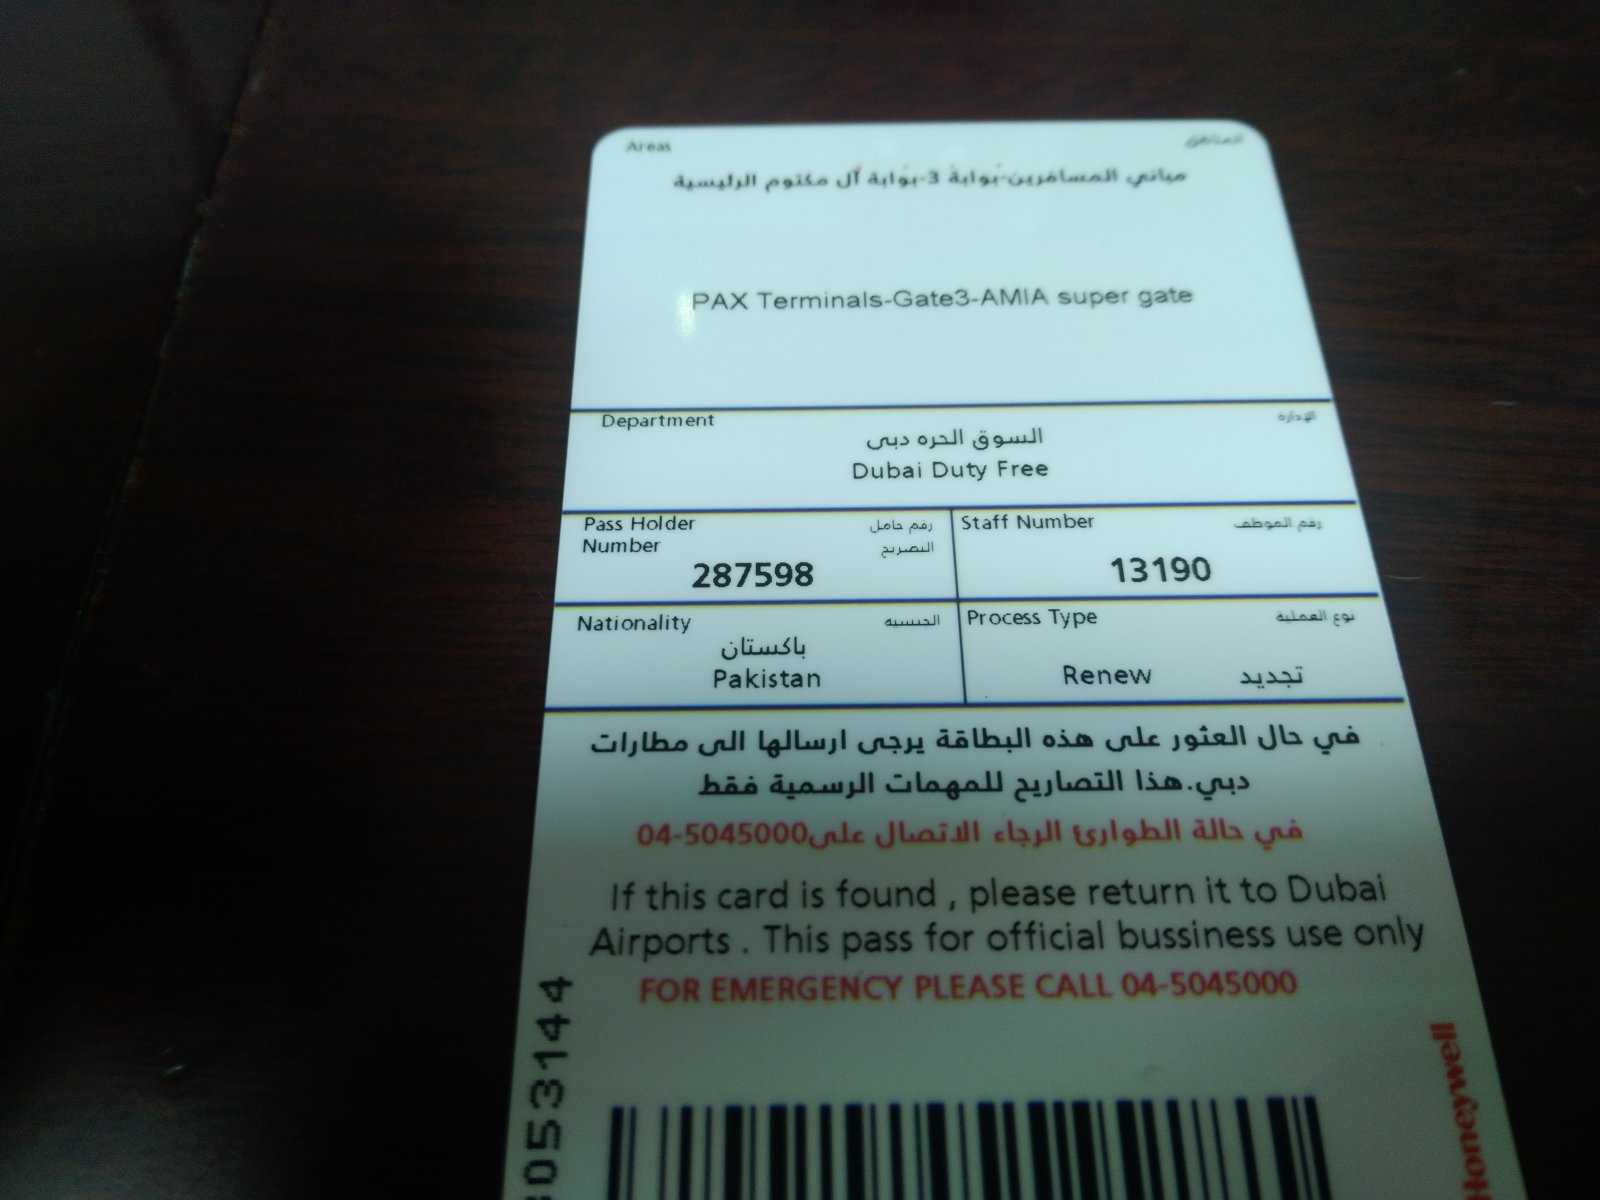 Areas المناطق
مباني المسافرين-بوابة 3-بوابة آل مكتوم الرئيسية
PAX Terminals-Gate3-AMIA super gate
Department الإدارة
السوق الحره دبى
Dubai Duty Free
Pass Holder رقم حامل
Number التصريح
287598
Staff Number رقم الموظف
13190
Nationality الجنسية
باكستان
Pakistan
Process Type نوع العملية
Renew تجديد
في حال العثور على هذه البطاقة يرجى ارسالها الى مطارات
دبي.هذا التصاريح للمهمات الرسمية فقط
في حالة الطوارئ الرجاء الاتصال على04-5045000
If this card is found , please return it to Dubai
Airports . This pass for official bussiness use only
FOR EMERGENCY PLEASE CALL 04-5045000
053144
Honeywell